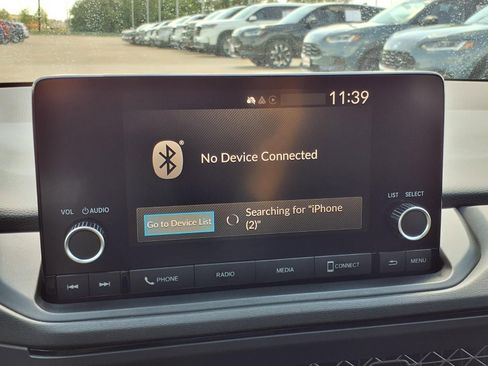 11:39
No Device Connected
Go to Device List
Searching for "iPhone
(2)"
VOL AUDIO
LIST SELECT
PHONE RADIO MEDIA CONNECT MENU